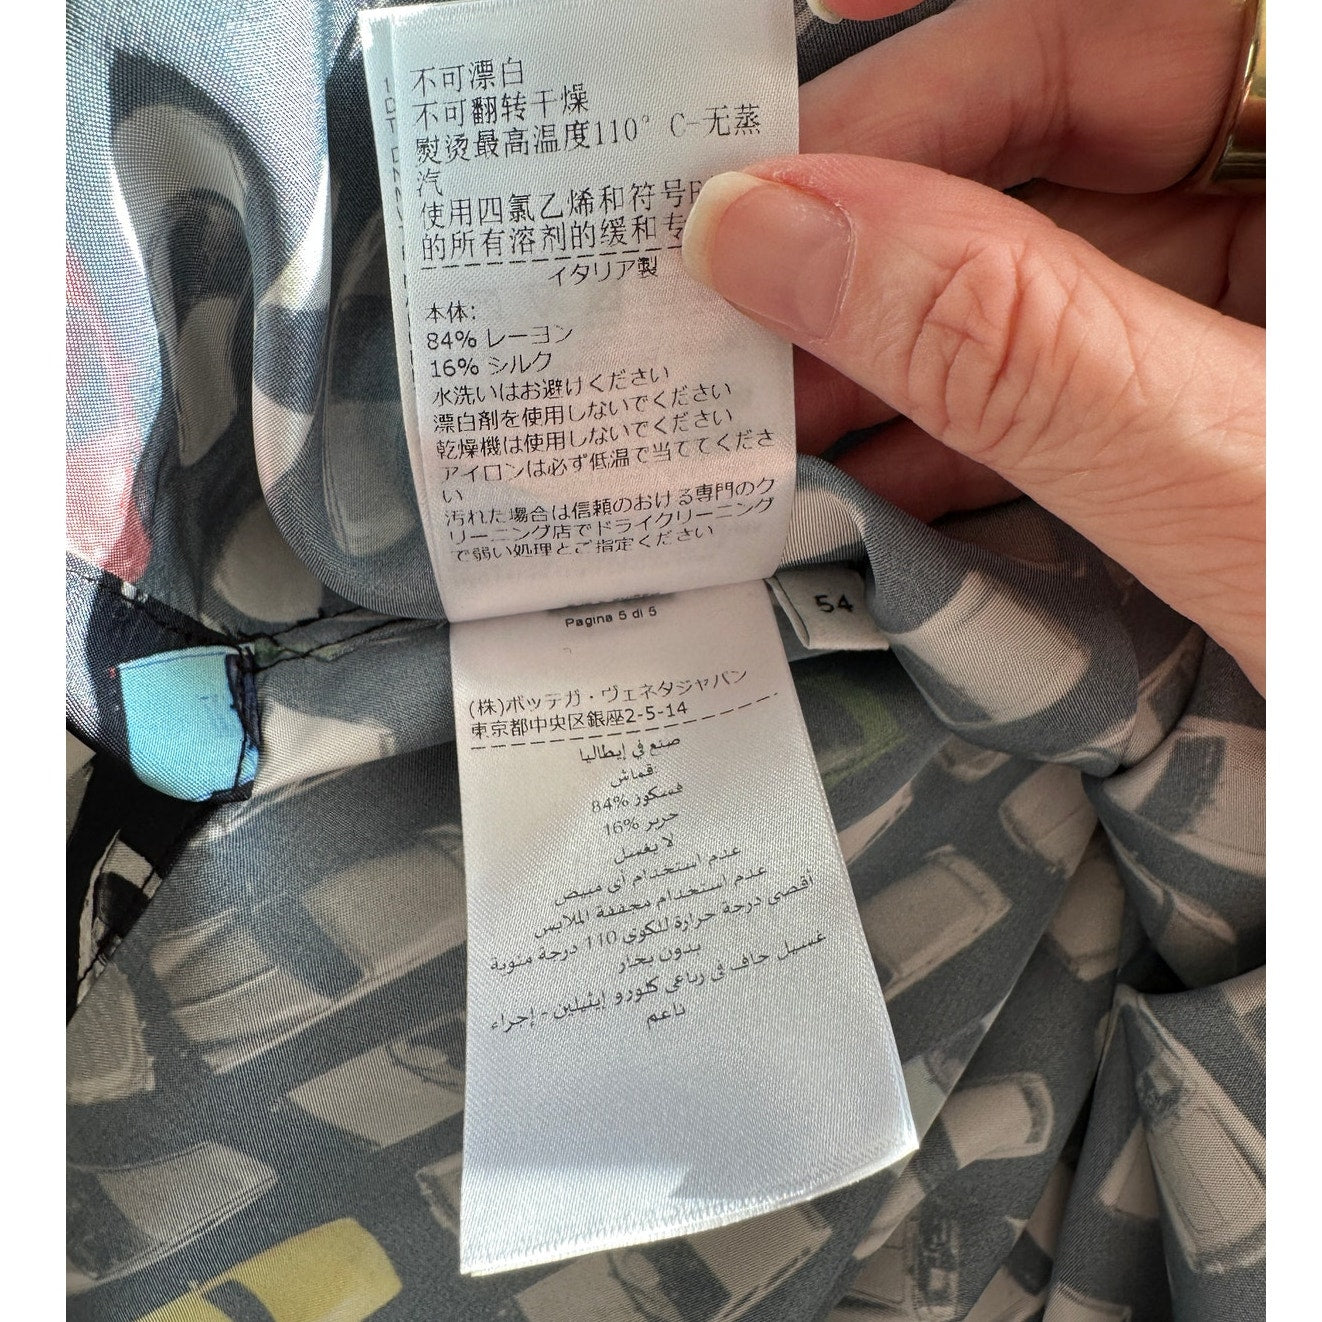 不可漂白
不可翻转干燥
熨烫最高温度110° C-无蒸
汽
使用四氯乙烯和符号
的所有溶剂的缓和专
イタリア製
本体:
84% レーヨン
16% シルク
水洗いはお避けください
漂白剤を使用しないでください
乾燥機は使用しないでください
アイロンは必ず低温で当ててくださ
い
汚れた場合は信頼のおける専門のク
リーニング店でドライクリーニング
で弱い処理とご指定ください
Pagina 5 di 5
54
(株)ボッテガ・ヴェネタジャパン
東京都中央区銀座2-5-14
صنع في إيطاليا
قماش:
84% فسكوز
16% حرير
لا يغسل
عدم استخدام أي مبيض
عدم استخدام مجففة الملابس
أقصى درجة حرارة للكوي 110 درجة مئوية
بدون بخار
غسيل جاف في رباعي كلورو إيثيلين - إجراء
ناعم